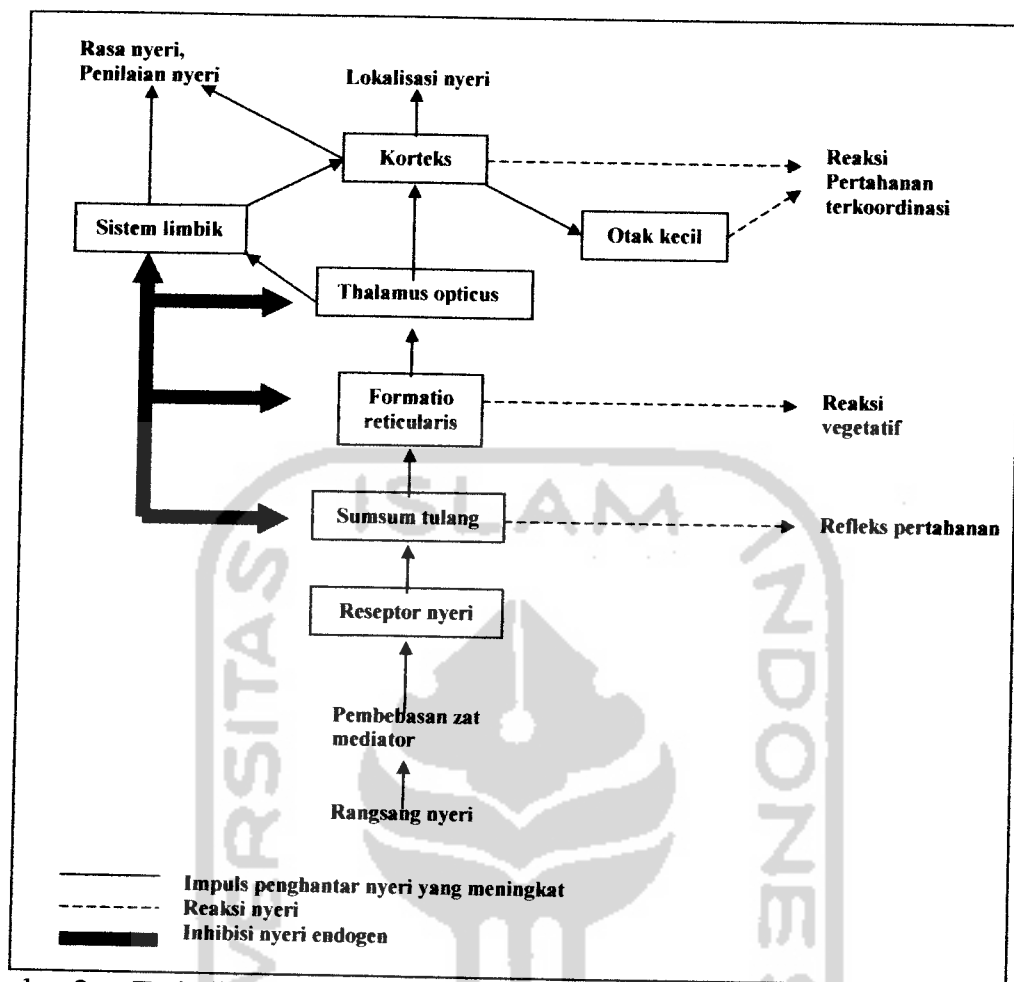 Rasa nyeri,
Penilaian nyeri
Lokalisasi nyeri
Korteks
Reaksi
Pertahanan
terkoordinasi
Sistem limbik
Otak kecil
Thalamus opticus
Formatio
reticularis
Reaksi
vegetatif
Sumsum tulang
Refleks pertahanan
Reseptor nyeri
Pembebasan zat
mediator
Rangsang nyeri
Impuls penghantar nyeri yang meningkat
Reaksi nyeri
Inhibisi nyeri endogen
ISLAM